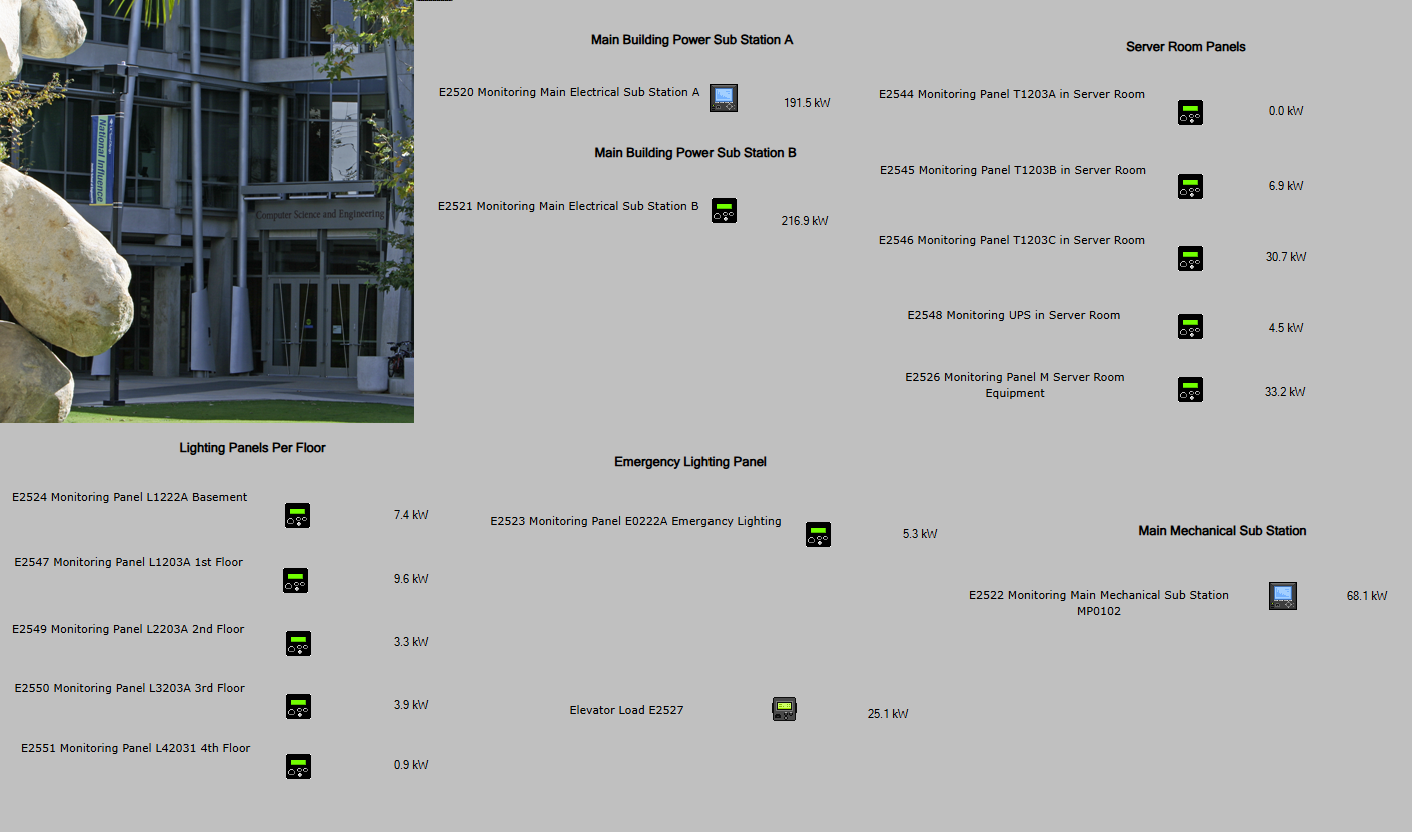 National Influence
Computer Science and Engineering
Main Building Power Sub Station A
E2520 Monitoring Main Electrical Sub Station A
191.5 kW
Main Building Power Sub Station B
E2521 Monitoring Main Electrical Sub Station B
216.9 kW
Server Room Panels
E2544 Monitoring Panel T1203A in Server Room
0.0 kW
E2545 Monitoring Panel T1203B in Server Room
6.9 kW
E2546 Monitoring Panel T1203C in Server Room
30.7 kW
E2548 Monitoring UPS in Server Room
4.5 kW
E2526 Monitoring Panel M Server Room
Equipment
33.2 kW
Lighting Panels Per Floor
E2524 Monitoring Panel L1222A Basement
7.4 kW
E2547 Monitoring Panel L1203A 1st Floor
9.6 kW
E2549 Monitoring Panel L2203A 2nd Floor
3.3 kW
E2550 Monitoring Panel L3203A 3rd Floor
3.9 kW
E2551 Monitoring Panel L42031 4th Floor
0.9 kW
Emergency Lighting Panel
E2523 Monitoring Panel E0222A Emergancy Lighting
5.3 kW
Elevator Load E2527
25.1 kW
Main Mechanical Sub Station
E2522 Monitoring Main Mechanical Sub Station
MP0102
68.1 kW